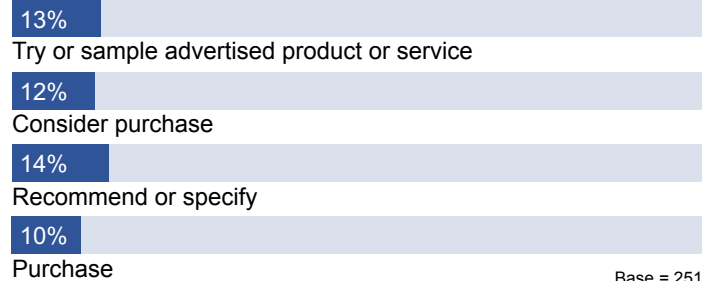 13%
Try or sample advertised product or service
12%
Consider purchase
14%
Recommend or specify
10%
Purchase
Base = 251